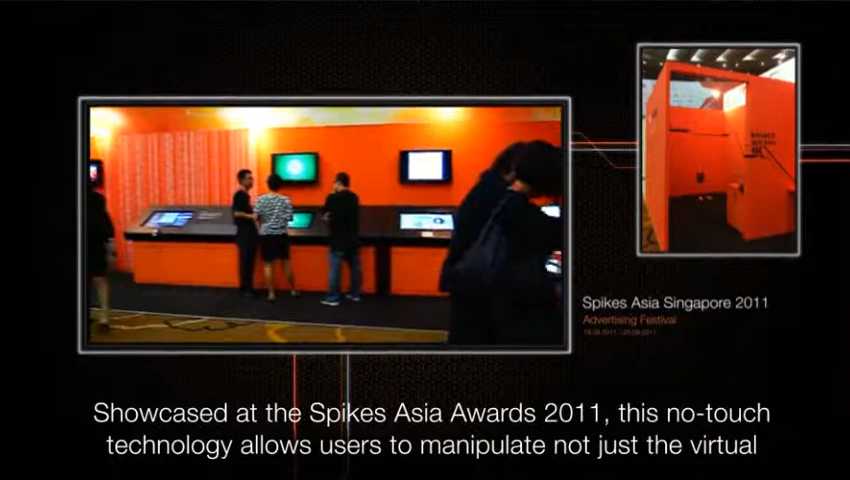 Spikes Asia Singapore 2011
Advertising Festival
Showcased at the Spikes Asia Awards 2011, this no-touch
technology allows users to manipulate not just the virtual